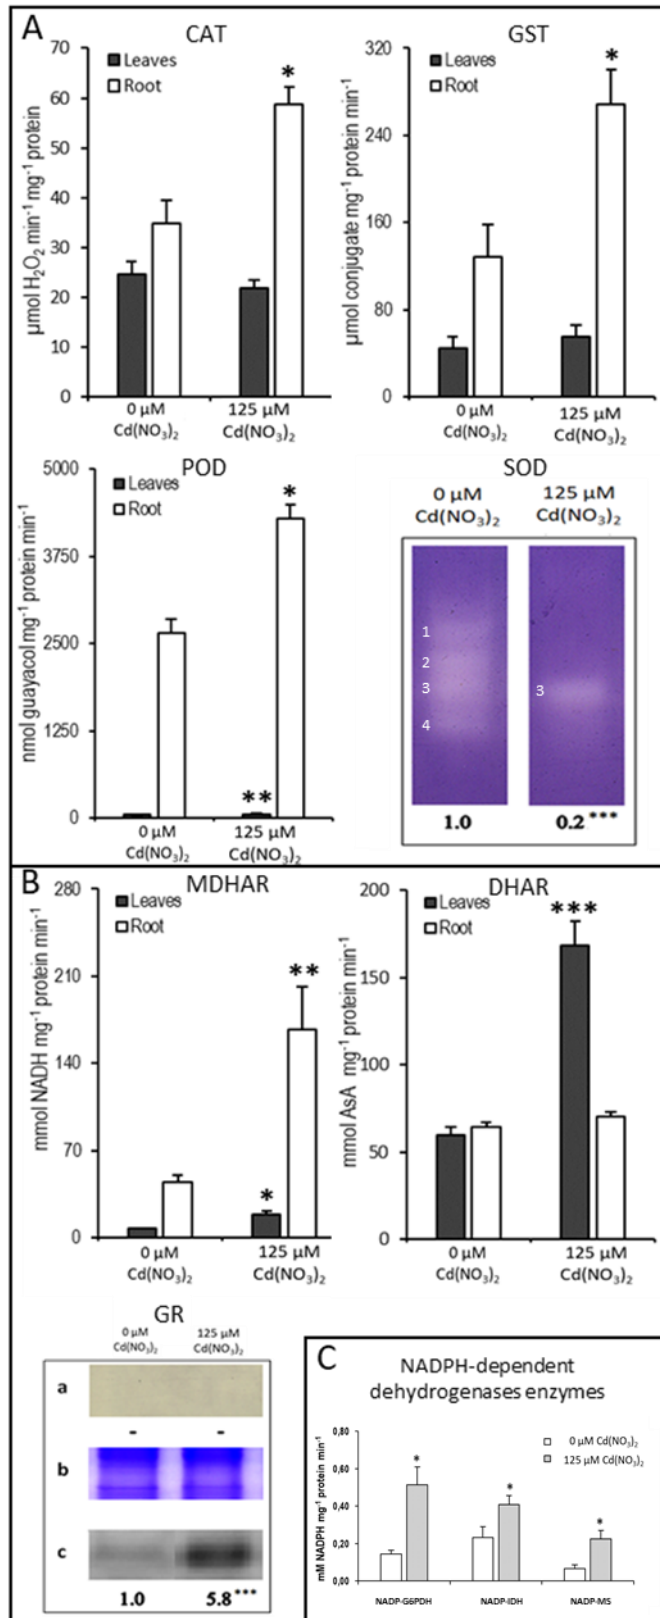 A
CAT
GST
70
60
50
40
30
20
10
0
µmol H₂O₂ min⁻¹ mg⁻¹ protein
Leaves
Root
*
0 µM
Cd(NO₃)₂
125 µM
Cd(NO₃)₂
320
240
160
80
0
µmol conjugate mg⁻¹ protein min⁻¹
Leaves
Root
*
0 µM
Cd(NO₃)₂
125 µM
Cd(NO₃)₂
POD
5000
3750
2500
1250
0
nmol guayacol mg⁻¹ protein min⁻¹
Leaves
Root
*
**
0 µM
Cd(NO₃)₂
125 µM
Cd(NO₃)₂
SOD
0 µM 125 µM
Cd(NO₃)₂ Cd(NO₃)₂
1
2
3 3
4
1.0 0.2 ***
B
MDHAR
280
210
140
70
0
mmol NADH mg⁻¹ protein min⁻¹
Leaves
Root
**
*
0 µM
Cd(NO₃)₂
125 µM
Cd(NO₃)₂
DHAR
200
150
100
50
0
mmol AsA mg⁻¹ protein min⁻¹
Leaves
Root
***
0 µM
Cd(NO₃)₂
125 µM
Cd(NO₃)₂
GR
0 µM 125 µM
Cd(NO₃)₂ Cd(NO₃)₂
a
- -
b
c
1.0 5.8 ***
C
NADPH-dependent
dehydrogenases enzymes
0,80
0,60
0,40
0,20
0,00
mM NADPH mg⁻¹ protein min⁻¹
0 µM Cd(NO₃)₂
125 µM Cd(NO₃)₂
* * *
NADP-G6PDH NADP-IDH NADP-MS